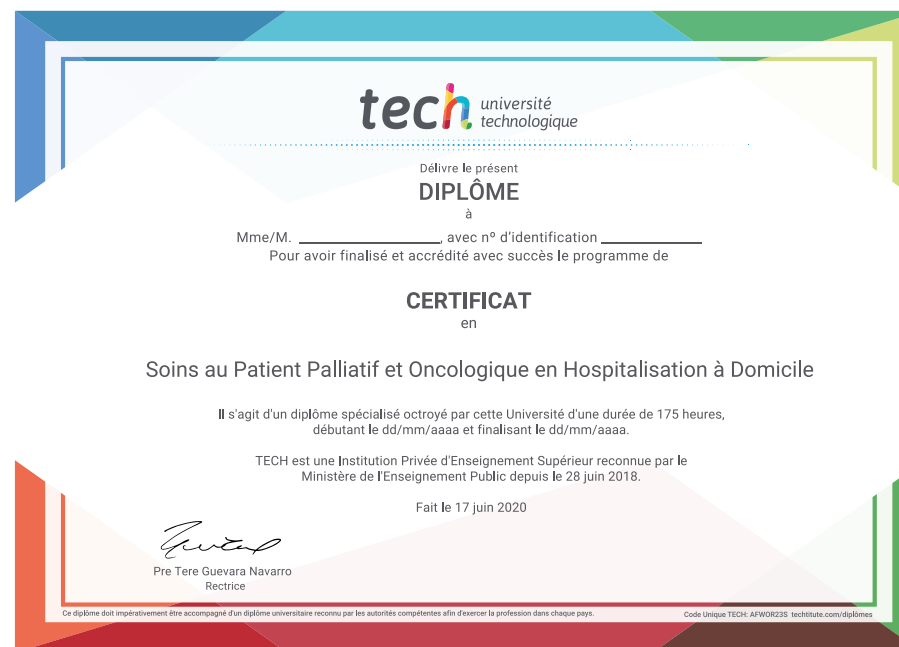 tech université
technologique
Délivre le présent
DIPLÔME
à
Mme/M. ____________________, avec nº d'identification ______________
Pour avoir finalisé et accrédité avec succès le programme de
CERTIFICAT
en
Soins au Patient Palliatif et Oncologique en Hospitalisation à Domicile
Il s'agit d'un diplôme spécialisé octroyé par cette Université d'une durée de 175 heures,
débutant le dd/mm/aaaa et finalisant le dd/mm/aaaa.
TECH est une Institution Privée d'Enseignement Supérieur reconnue par le
Ministère de l'Enseignement Public depuis le 28 juin 2018.
Fait le 17 juin 2020
Pre Tere Guevara Navarro
Rectrice
Ce diplôme doit impérativement être accompagné d'un diplôme universitaire reconnu par les autorités compétentes afin d'exercer la profession dans chaque pays.
Code Unique TECH: AFWOR23S techtitute.com/diplômes